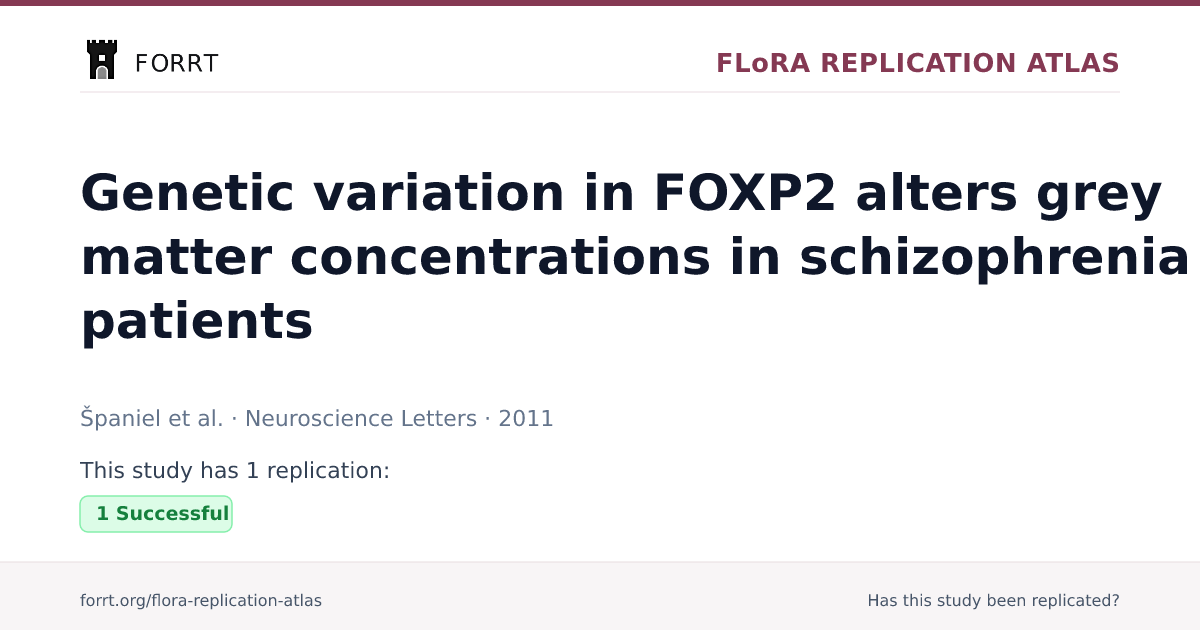 FORRT
FLoRA REPLICATION ATLAS
Genetic variation in FOXP2 alters grey
matter concentrations in schizophrenia
patients
Španiel et al. · Neuroscience Letters · 2011
This study has 1 replication:
1 Successful
forrt.org/flora-replication-atlas
Has this study been replicated?